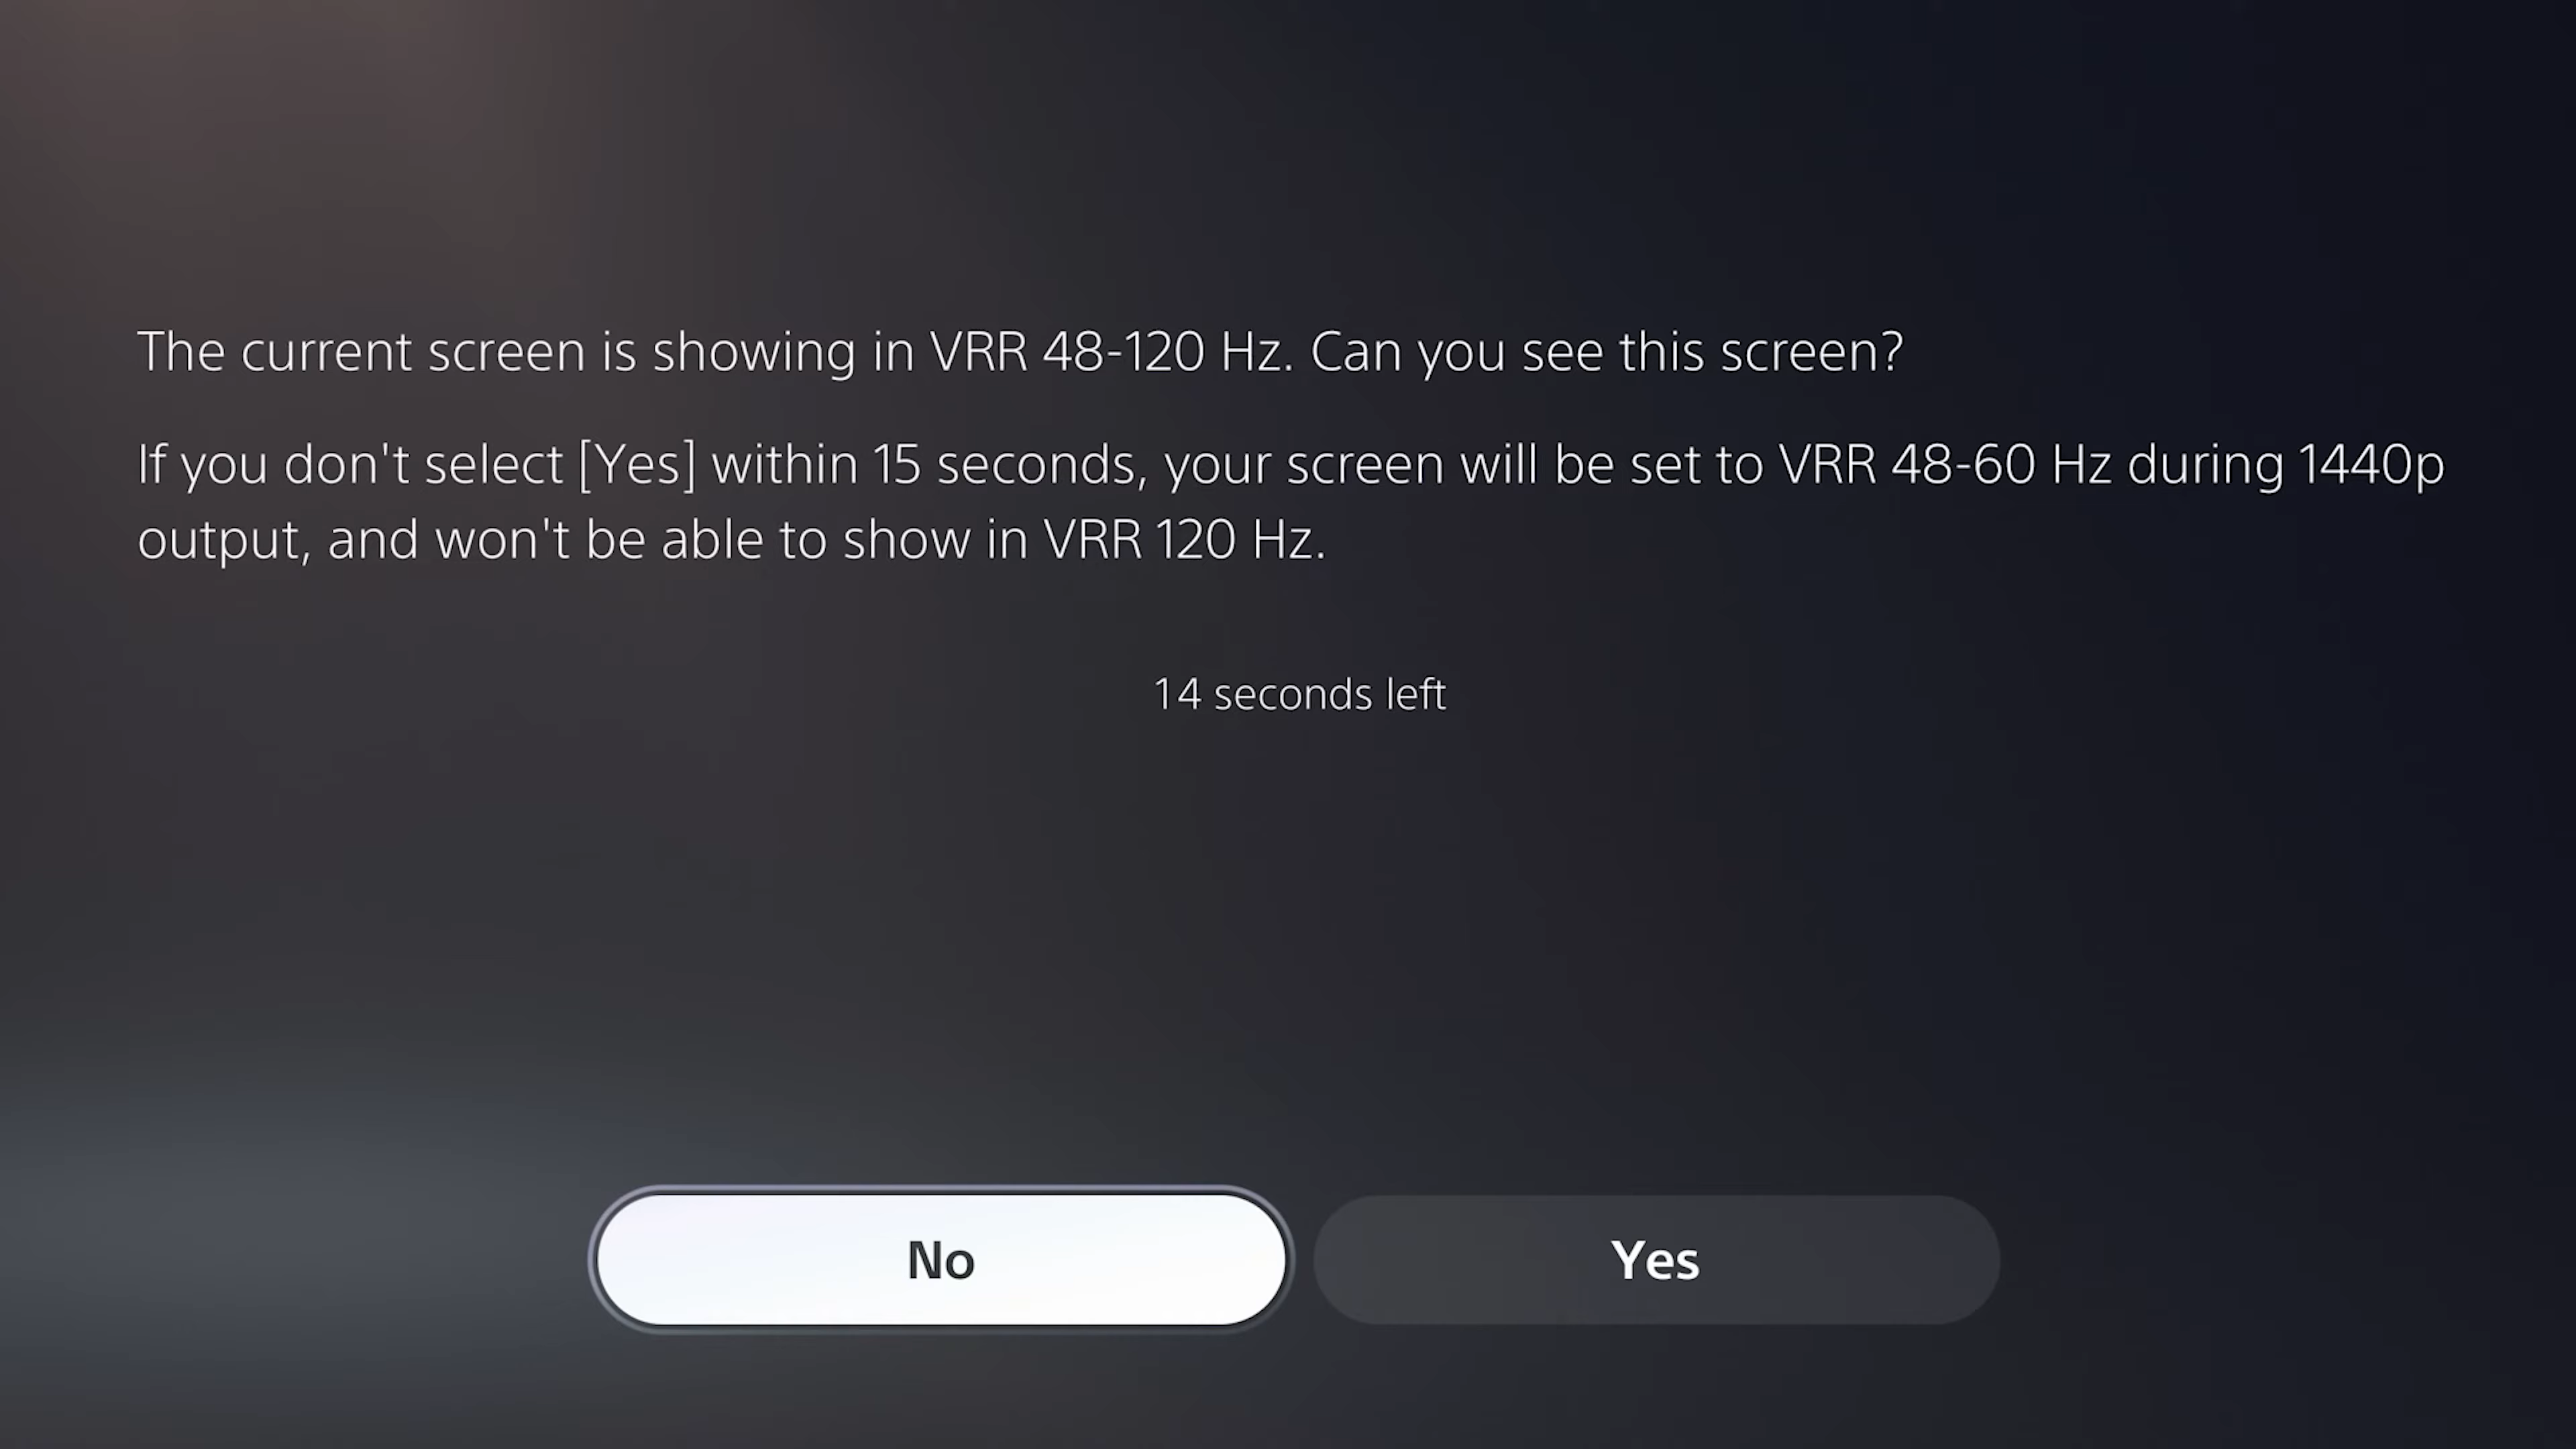 The current screen is showing in VRR 48-120 Hz. Can you see this screen?
If you don't select [Yes] within 15 seconds, your screen will be set to VRR 48-60 Hz during 1440p
output, and won't be able to show in VRR 120 Hz.
14 seconds left
No
Yes